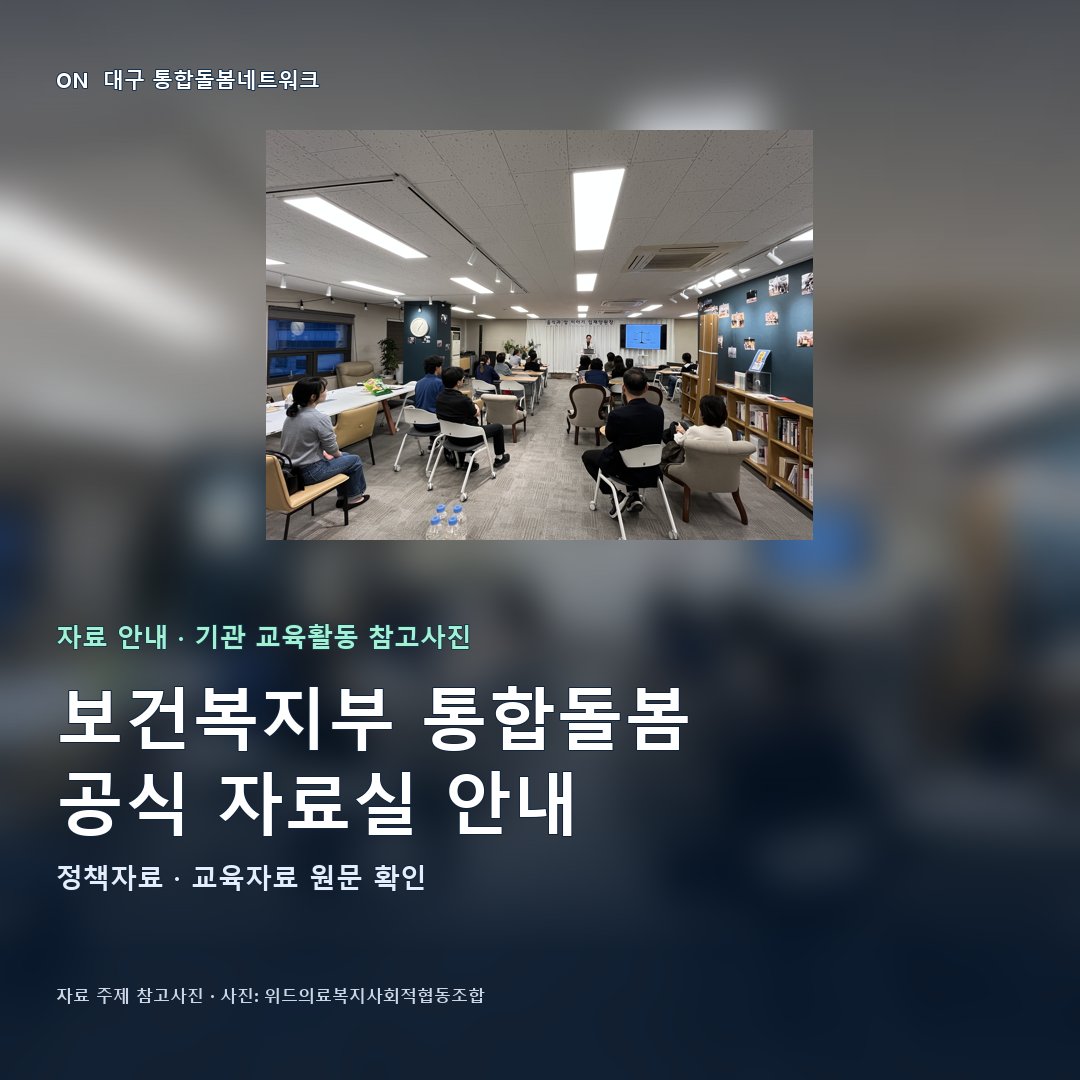 ON 대구 통합돌봄네트워크
자료 안내 · 기관 교육활동 참고사진
보건복지부 통합돌봄
공식 자료실 안내
정책자료 · 교육자료 원문 확인
자료 주제 참고사진 · 사진: 위드의료복지사회적협동조합